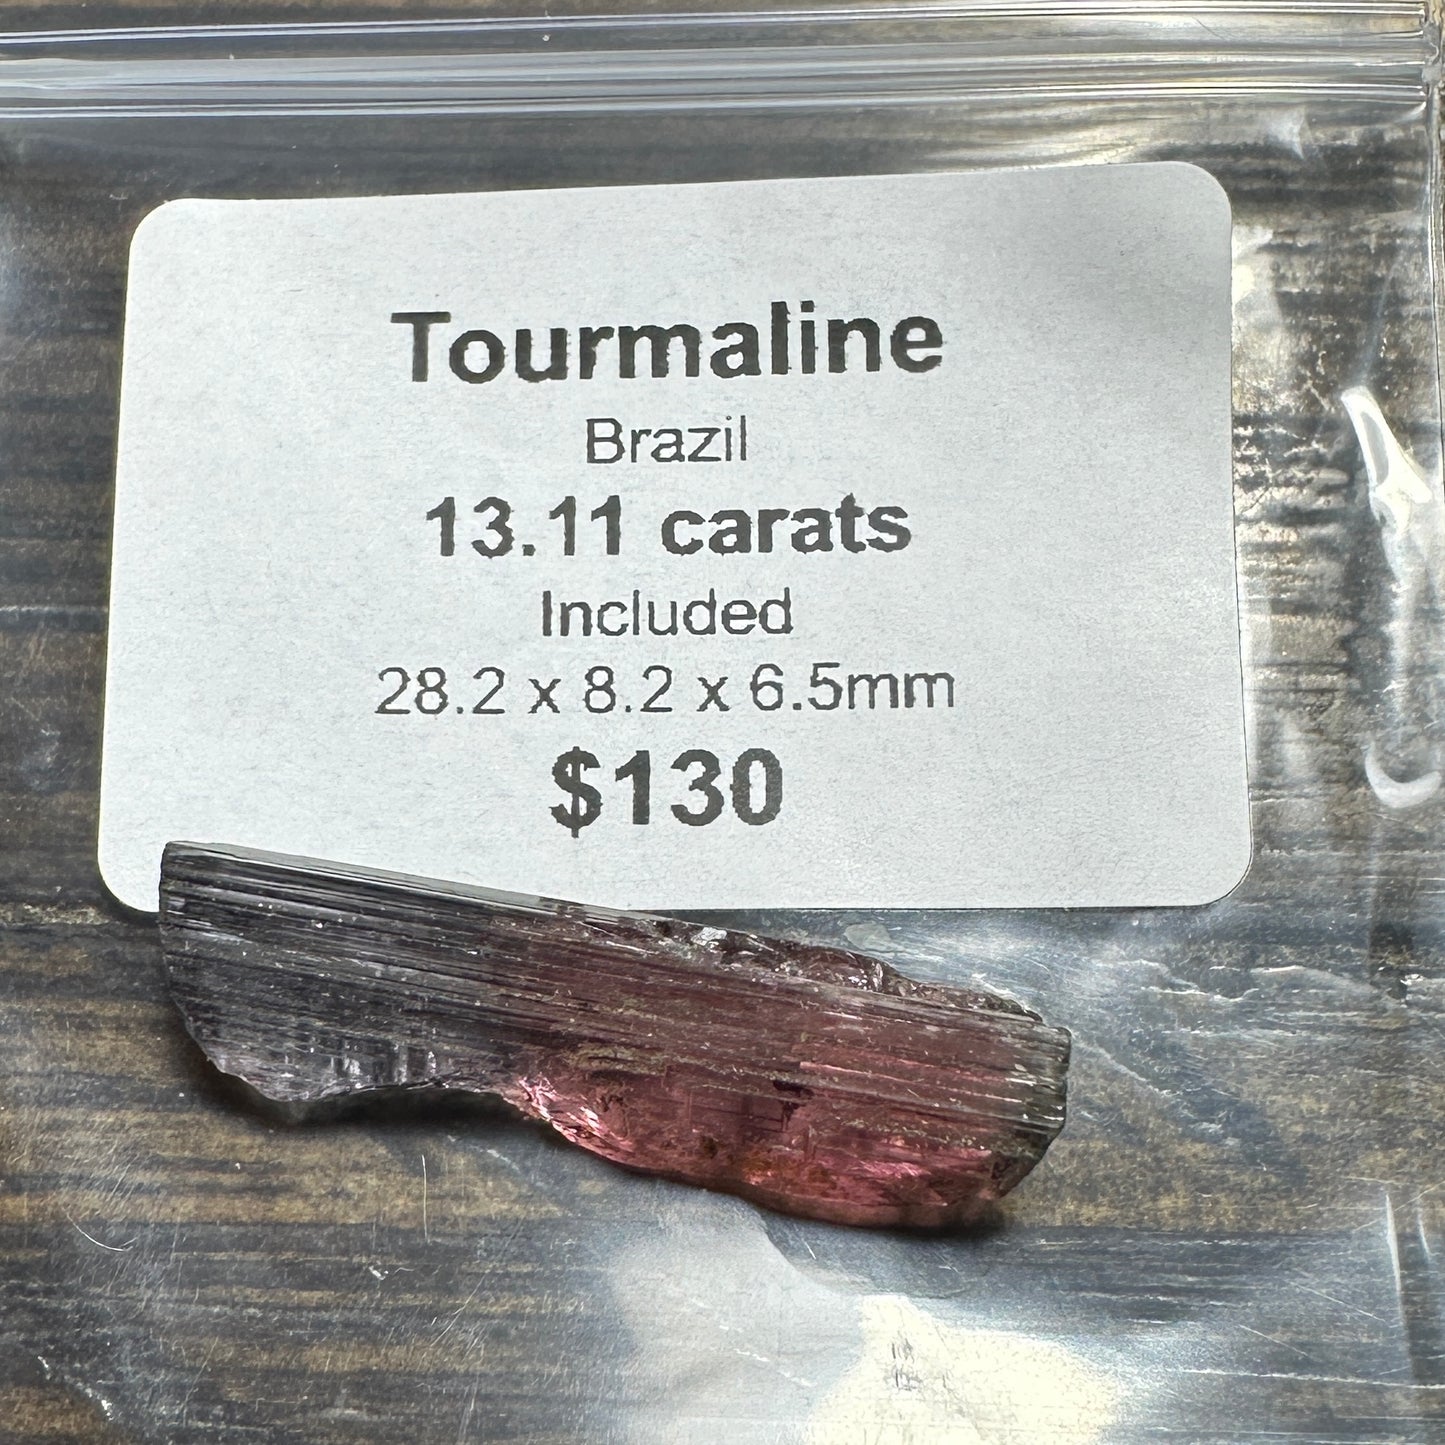 Tourmaline
Brazil
13.11 carats
Included
28.2 x 8.2 x 6.5mm
$130